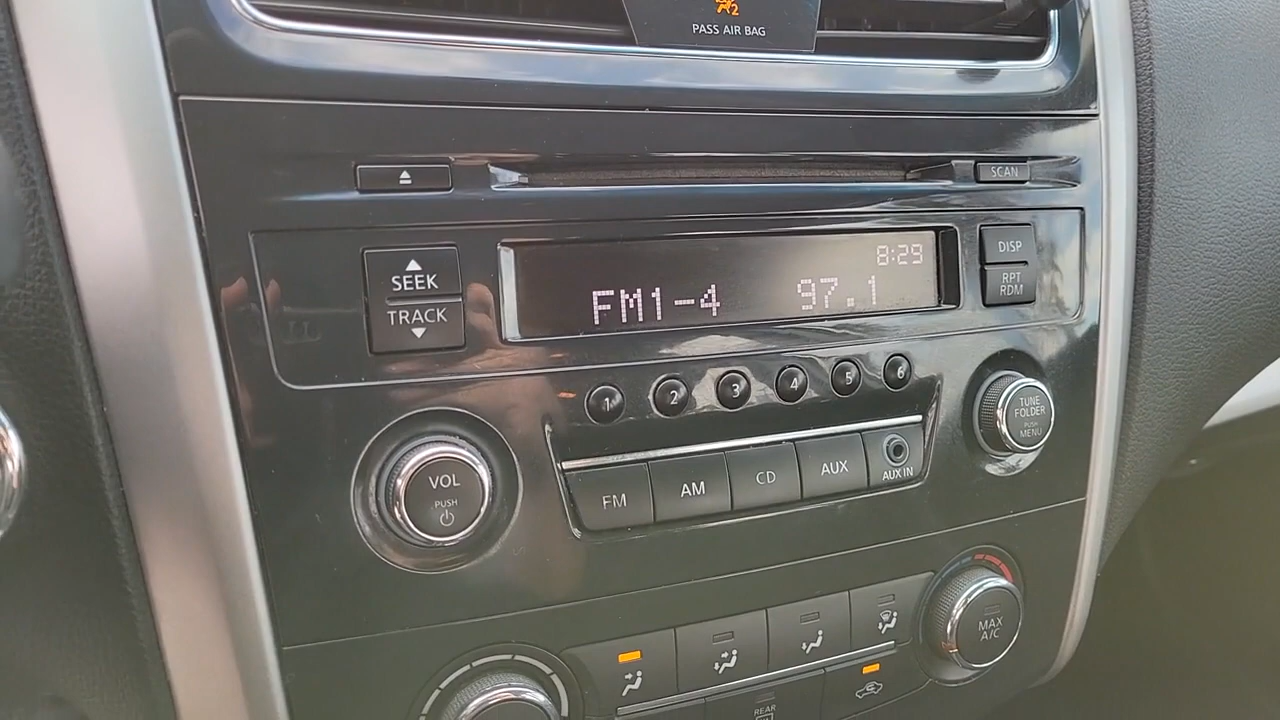 2
PASS AIR BAG
SCAN
8:29
DISP
SEEK
TRACK
FM1-4 97.1
RPT
RDM
1 2 3 4 5 6
TUNE
FOLDER
PUSH
MENU
VOL
PUSH
FM AM CD AUX
AUX IN
MAX
A/C
REAR